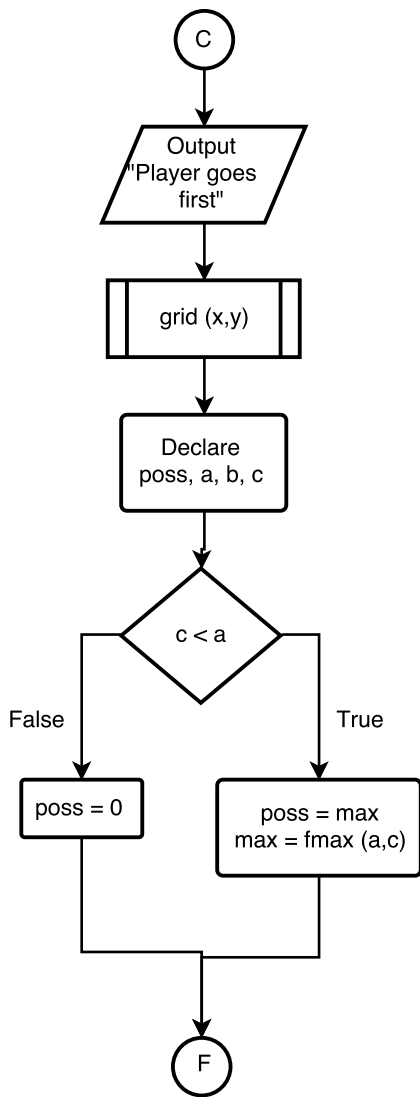 C
Output
"Player goes
first"
grid (x,y)
Declare
poss, a, b, c
c < a
False
True
poss = 0
poss = max
max = fmax (a,c)
F